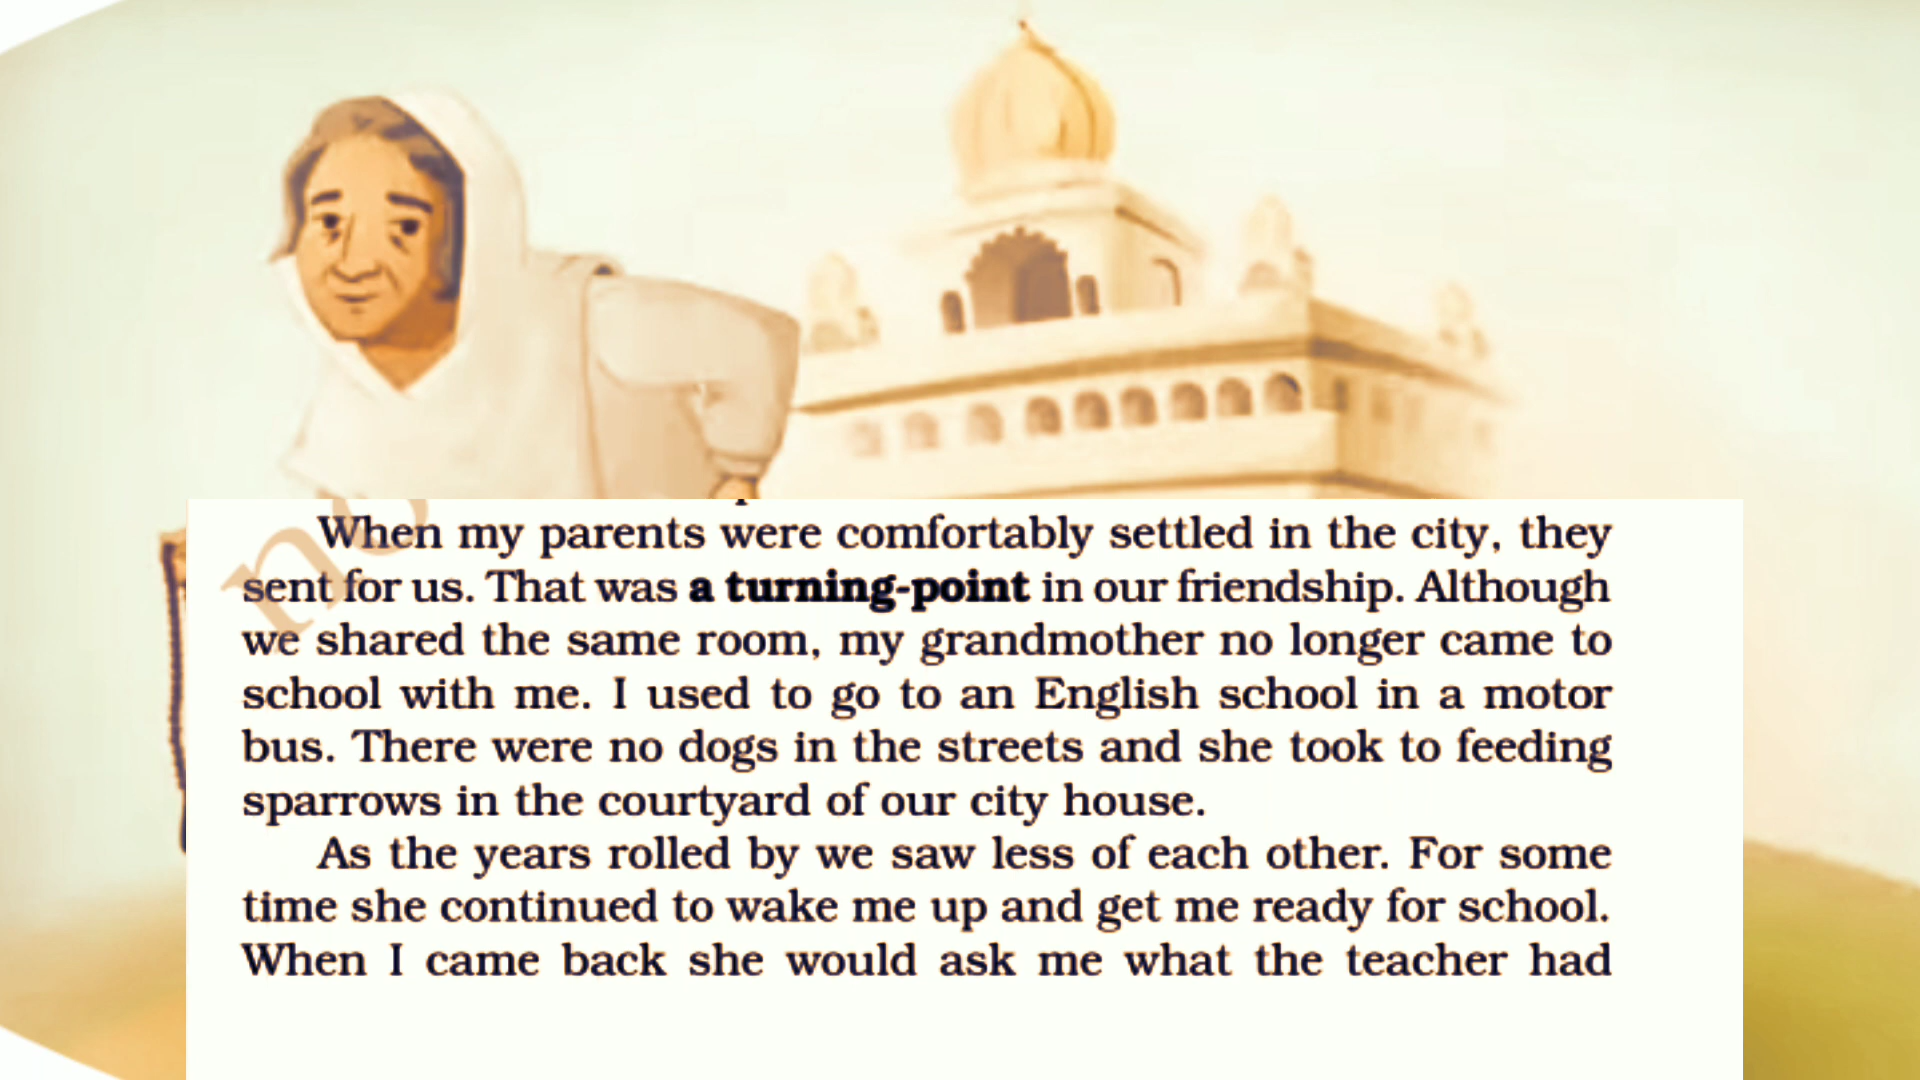 When my parents were comfortably settled in the city, they
sent for us. That was a turning-point in our friendship. Although
we shared the same room, my grandmother no longer came to
school with me. I used to go to an English school in a motor
bus. There were no dogs in the streets and she took to feeding
sparrows in the courtyard of our city house.
As the years rolled by we saw less of each other. For some
time she continued to wake me up and get me ready for school.
When I came back she would ask me what the teacher had